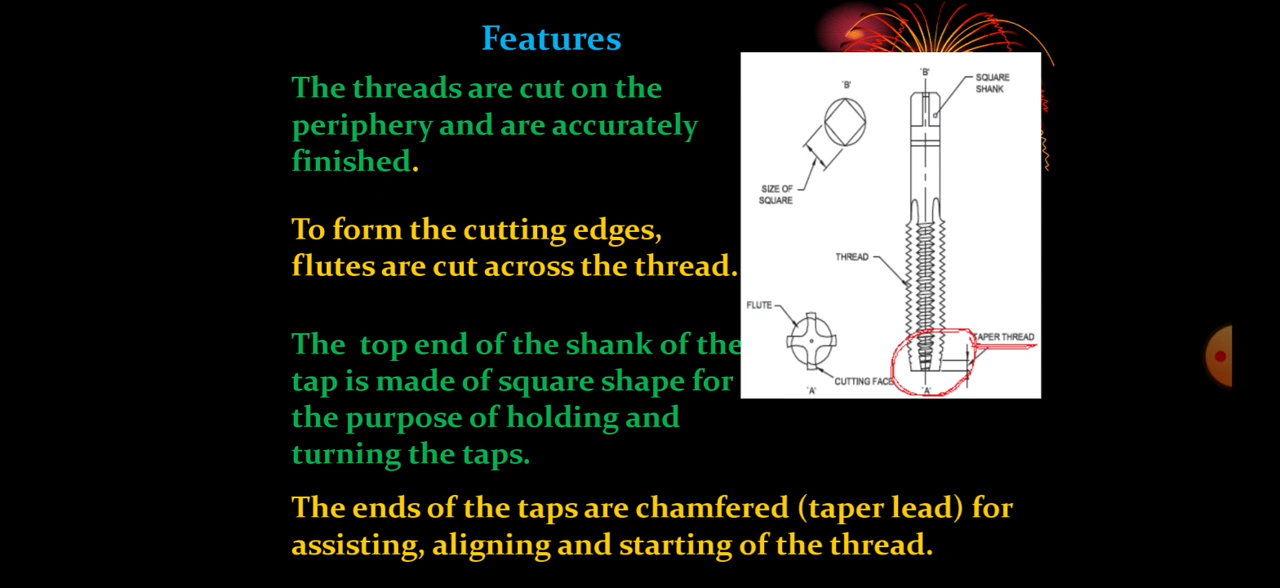 Features
The threads are cut on the
periphery and are accurately
finished.
To form the cutting edges,
flutes are cut across the thread.
The top end of the shank of the
tap is made of square shape for
the purpose of holding and
turning the taps.
The ends of the taps are chamfered (taper lead) for
assisting, aligning and starting of the thread.
'B'
'B'
SQUARE
SHANK
SIZE OF
SQUARE
THREAD
FLUTE
TAPER THREAD
CUTTING FACE
'A'
'A'